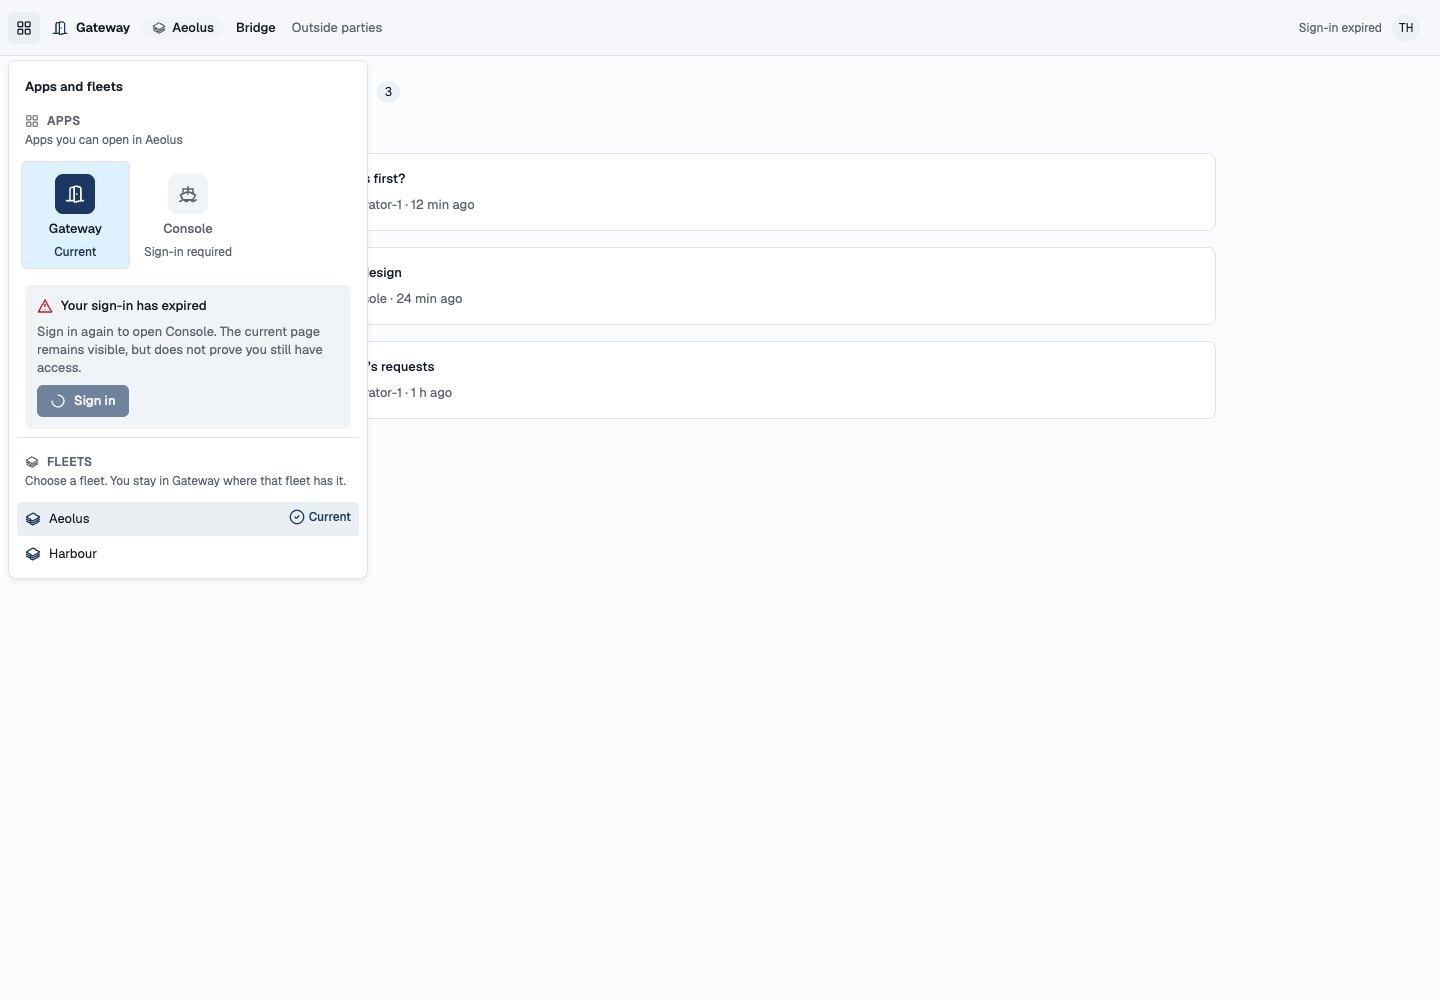 Gateway
Aeolus
Bridge
Outside parties
Sign-in expired
TH
Apps and fleets
3
APPS
Apps you can open in Aeolus
Gateway
Current
Console
Sign-in required
first?
· 12 min ago
· 24 min ago
's requests
· 1 h ago
Your sign-in has expired
Sign in again to open Console. The current page
remains visible, but does not prove you still have
access.
Sign in
FLEETS
Choose a fleet. You stay in Gateway where that fleet has it.
Aeolus
Current
Harbour